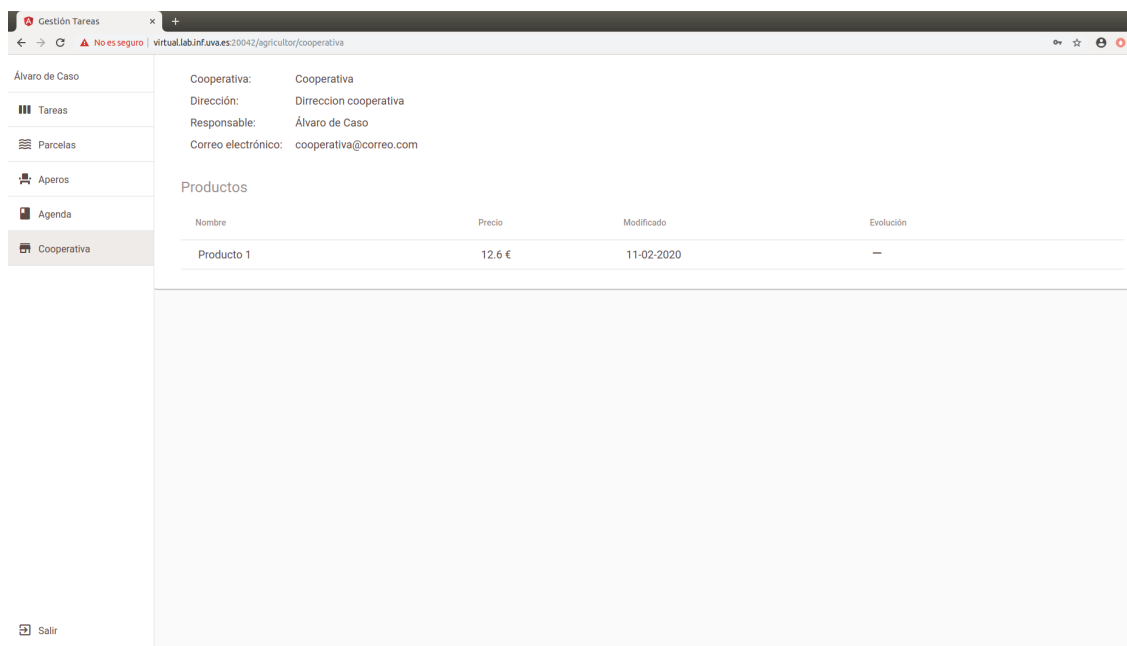 Gestión Tareas
No es seguro | virtual.lab.inf.uva.es:20042/agricultor/cooperativa
Álvaro de Caso
Tareas
Parcelas
Aperos
Agenda
Cooperativa
Salir
Cooperativa: Cooperativa
Dirección: Dirreccion cooperativa
Responsable: Álvaro de Caso
Correo electrónico: cooperativa@correo.com
Productos
Nombre Precio Modificado Evolución
Producto 1 12.6 € 11-02-2020 —